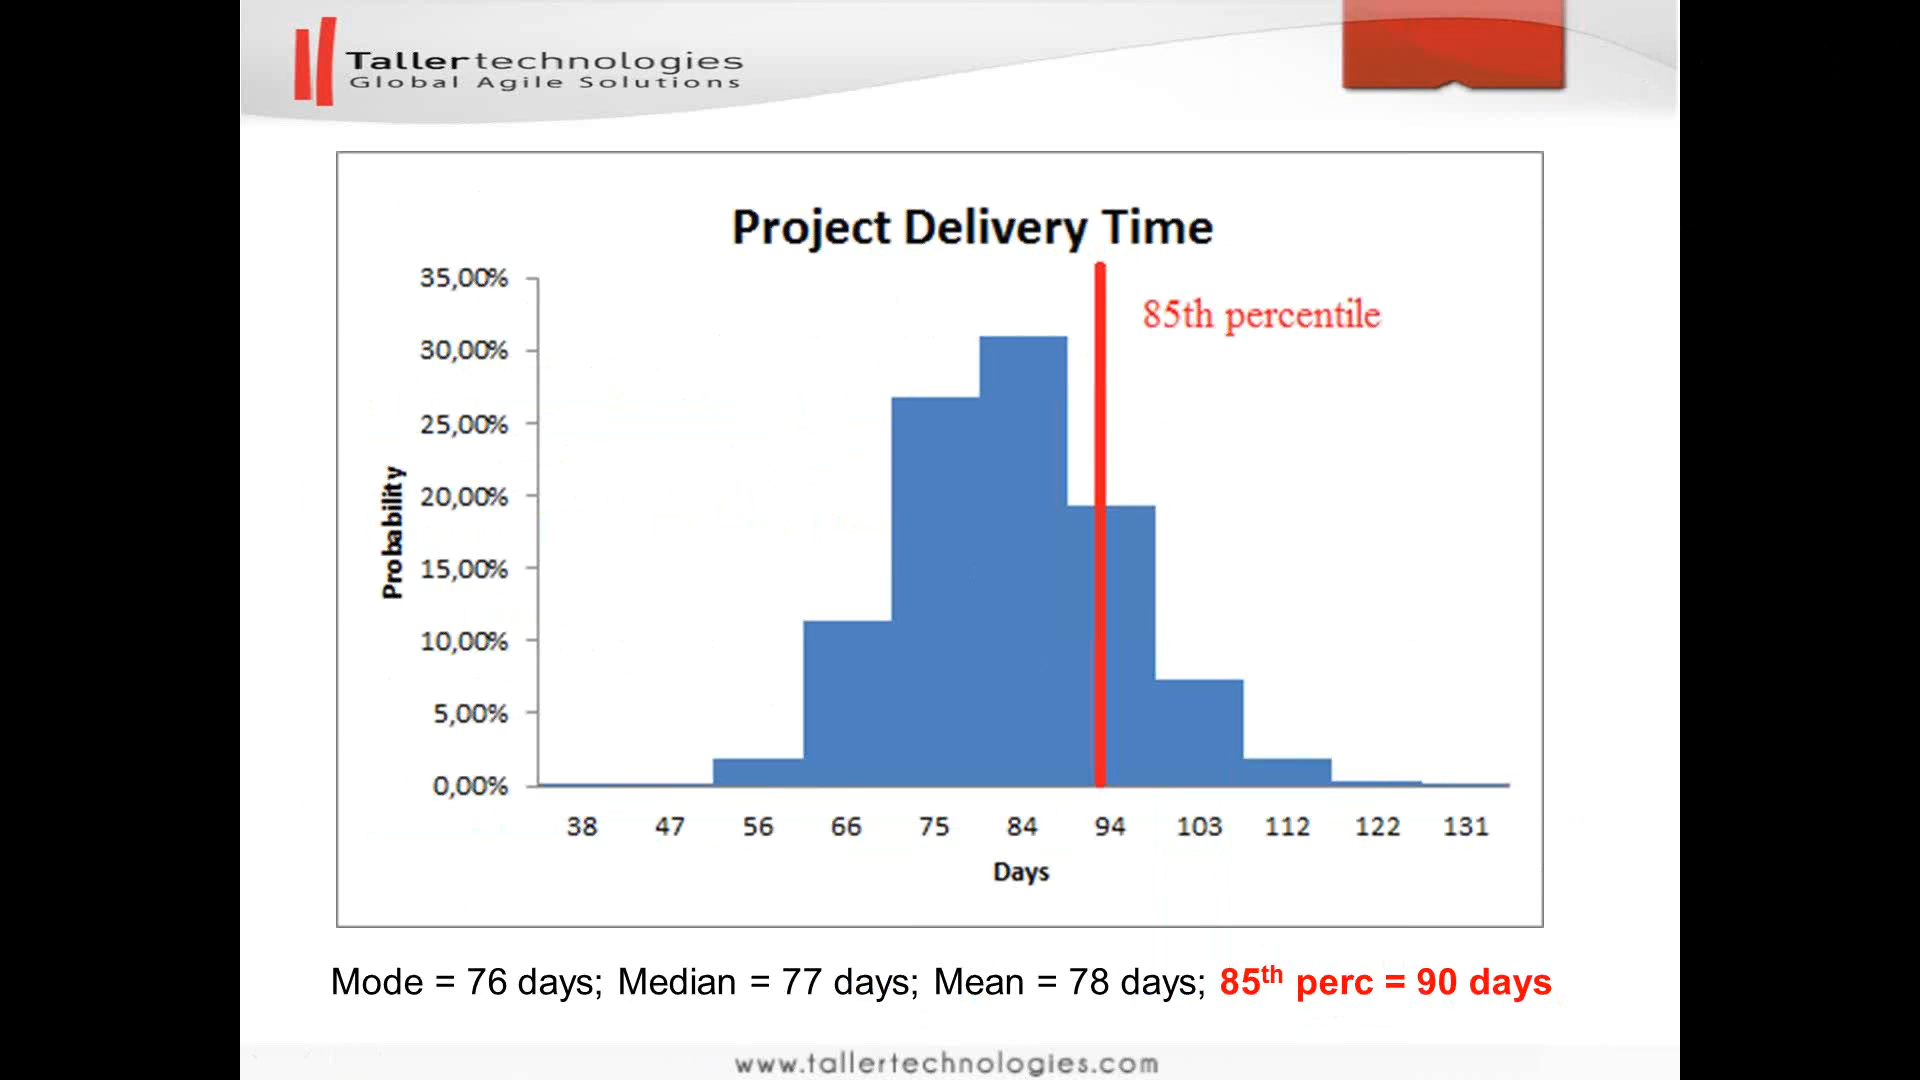 Taller technologies
Global Agile Solutions
Project Delivery Time
85th percentile
35,00%
30,00%
25,00%
20,00%
15,00%
10,00%
5,00%
0,00%
Probability
38 47 56 66 75 84 94 103 112 122 131
Days
Mode = 76 days; Median = 77 days; Mean = 78 days; 85th perc = 90 days
www.tallertechnologies.com